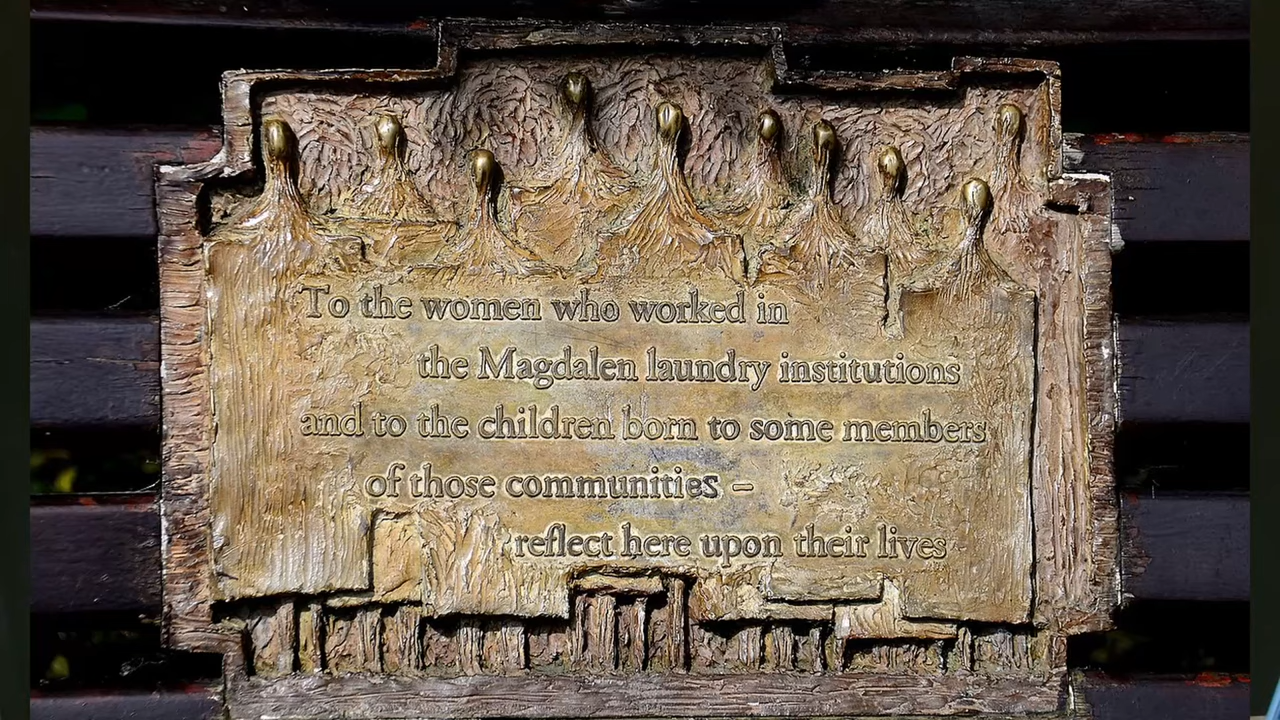 To the women who worked in
the Magdalen laundry institutions
and to the children born to some members
of those communities –
reflect here upon their lives